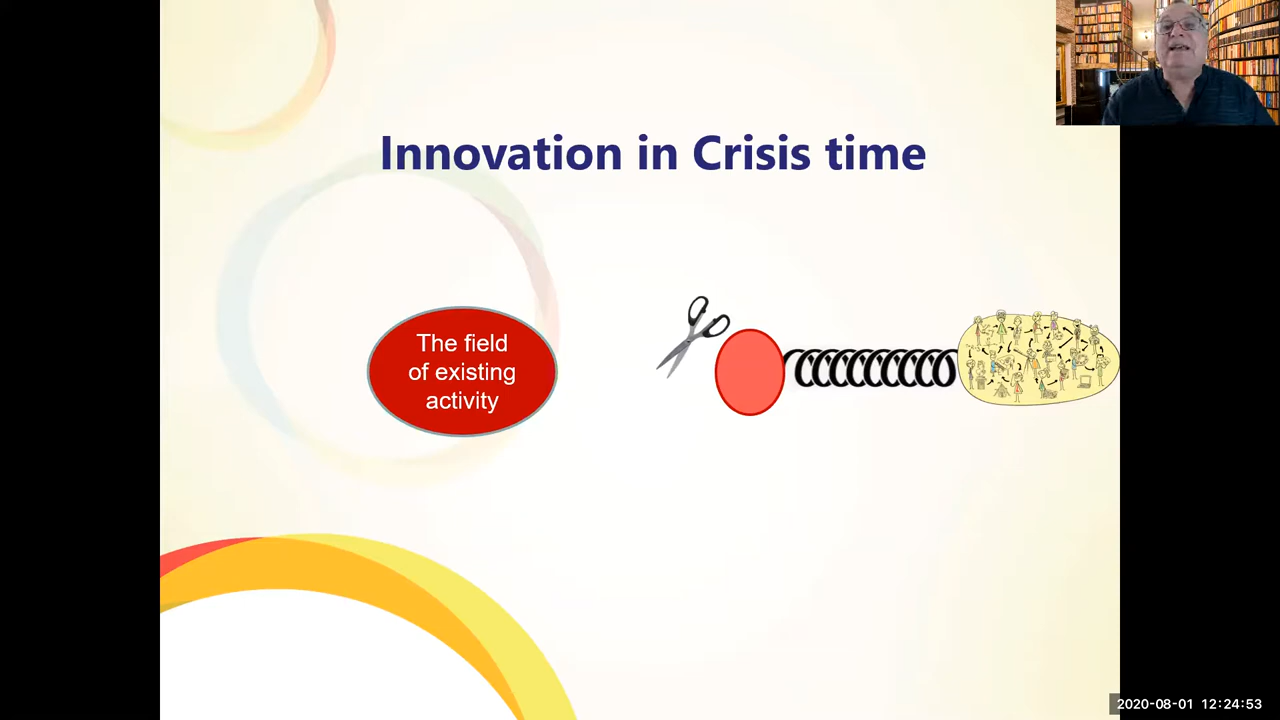 Innovation in Crisis time
The field
of existing
activity
2020-08-01 12:24:53